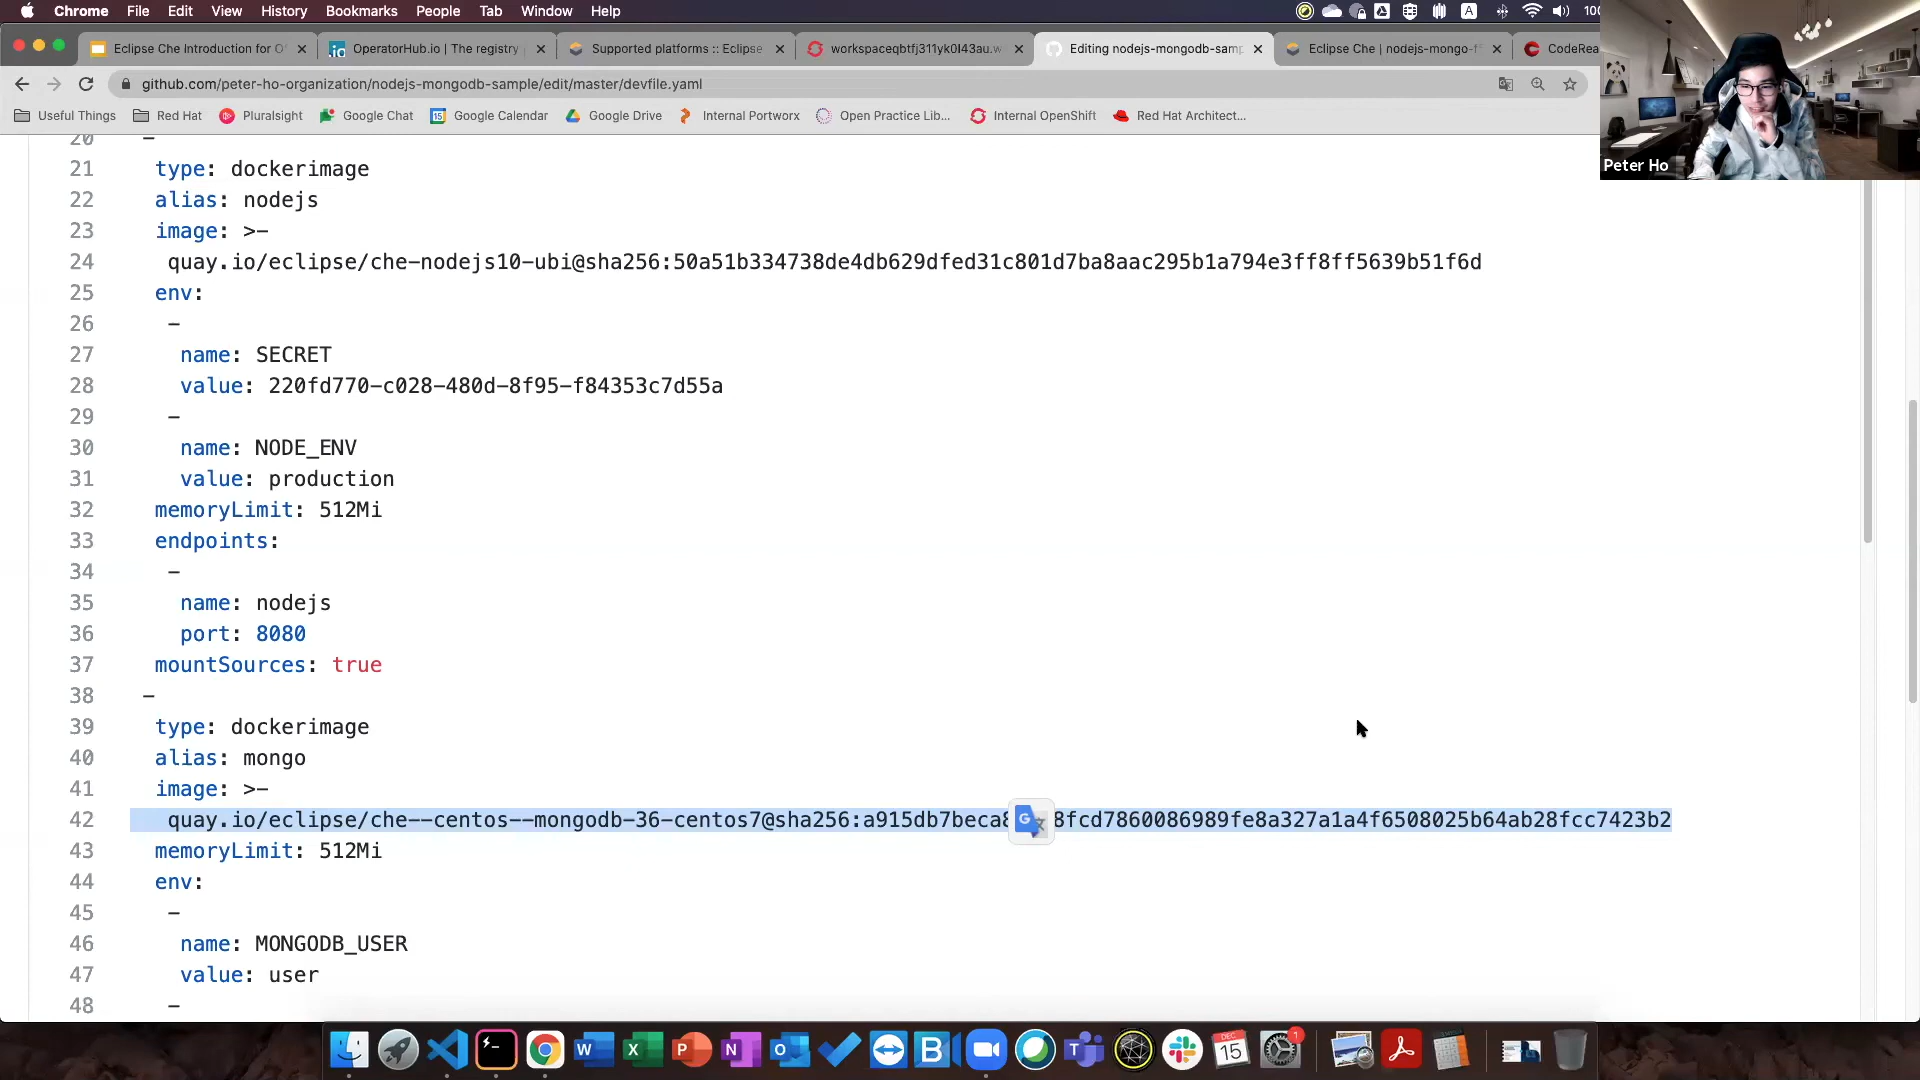 Chrome File Edit View History Bookmarks People Tab Window Help
Eclipse Che Introduction for O
OperatorHub.io | The registry
Supported platforms :: Eclipse
workspaceqbtfj311yk0l43au.w
Editing nodejs-mongodb-sam
Eclipse Che | nodejs-mongo-f
CodeRea
github.com/peter-ho-organization/nodejs-mongodb-sample/edit/master/devfile.yaml
Useful Things Red Hat Pluralsight Google Chat Google Calendar Google Drive Internal Portworx Open Practice Lib... Internal OpenShift Red Hat Architect...
Peter Ho
20 -
21 type: dockerimage
22 alias: nodejs
23 image: >-
24 quay.io/eclipse/che-nodejs10-ubi@sha256:50a51b334738de4db629dfed31c801d7ba8aac295b1a794e3ff8ff5639b51f6d
25 env:
26 -
27 name: SECRET
28 value: 220fd770-c028-480d-8f95-f84353c7d55a
29 -
30 name: NODE_ENV
31 value: production
32 memoryLimit: 512Mi
33 endpoints:
34 -
35 name: nodejs
36 port: 8080
37 mountSources: true
38 -
39 type: dockerimage
40 alias: mongo
41 image: >-
42 quay.io/eclipse/che--centos--mongodb-36-centos7@sha256:a915db7beca 8fcd7860086989fe8a327a1a4f6508025b64ab28fcc7423b2
43 memoryLimit: 512Mi
44 env:
45 -
46 name: MONGODB_USER
47 value: user
48 -
DEC
15
1